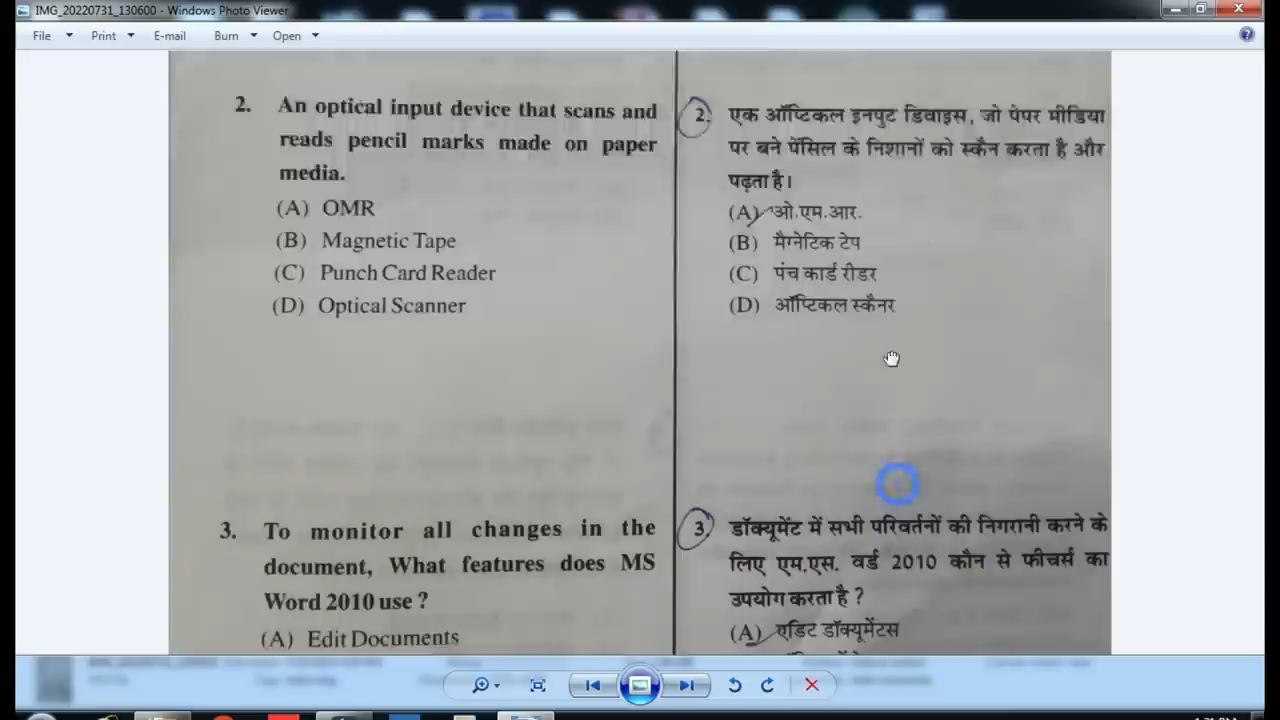 IMG_20220731_130600 - Windows Photo Viewer
File Print E-mail Burn Open
2. An optical input device that scans and
reads pencil marks made on paper
media.
(A) OMR
(B) Magnetic Tape
(C) Punch Card Reader
(D) Optical Scanner
3. To monitor all changes in the
document, What features does MS
Word 2010 use ?
(A) Edit Documents
2. एक ऑप्टिकल इनपुट डिवाइस, जो पेपर मीडिया
पर बने पेंसिल के निशानों को स्कैन करता है और
पढ़ता है।
(A) ओ.एम.आर.
(B) मैग्नेटिक टेप
(C) पंच कार्ड रीडर
(D) ऑप्टिकल स्कैनर
3. डॉक्यूमेंट में सभी परिवर्तनों की निगरानी करने के
लिए एम.एस. वर्ड 2010 कौन से फीचर्स का
उपयोग करता है ?
(A) एडिट डॉक्यूमेंटस